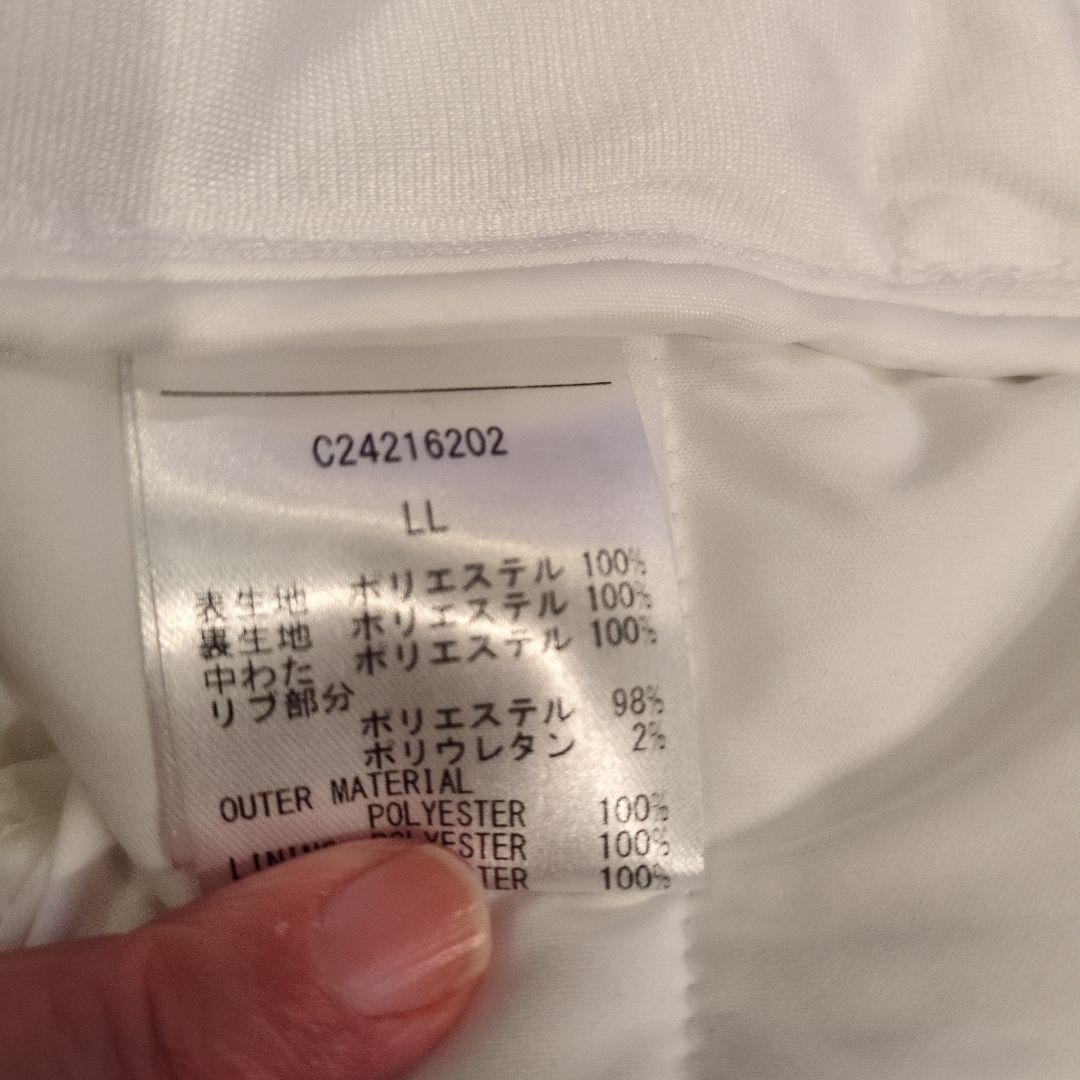 C24216202
LL
表生地 ポリエステル 100%
裏生地 ポリエステル 100%
中わた ポリエステル 100%
リブ部分
ポリエステル 98%
ポリウレタン 2%
OUTER MATERIAL
POLYESTER 100%
LINING POLYESTER 100%
100%